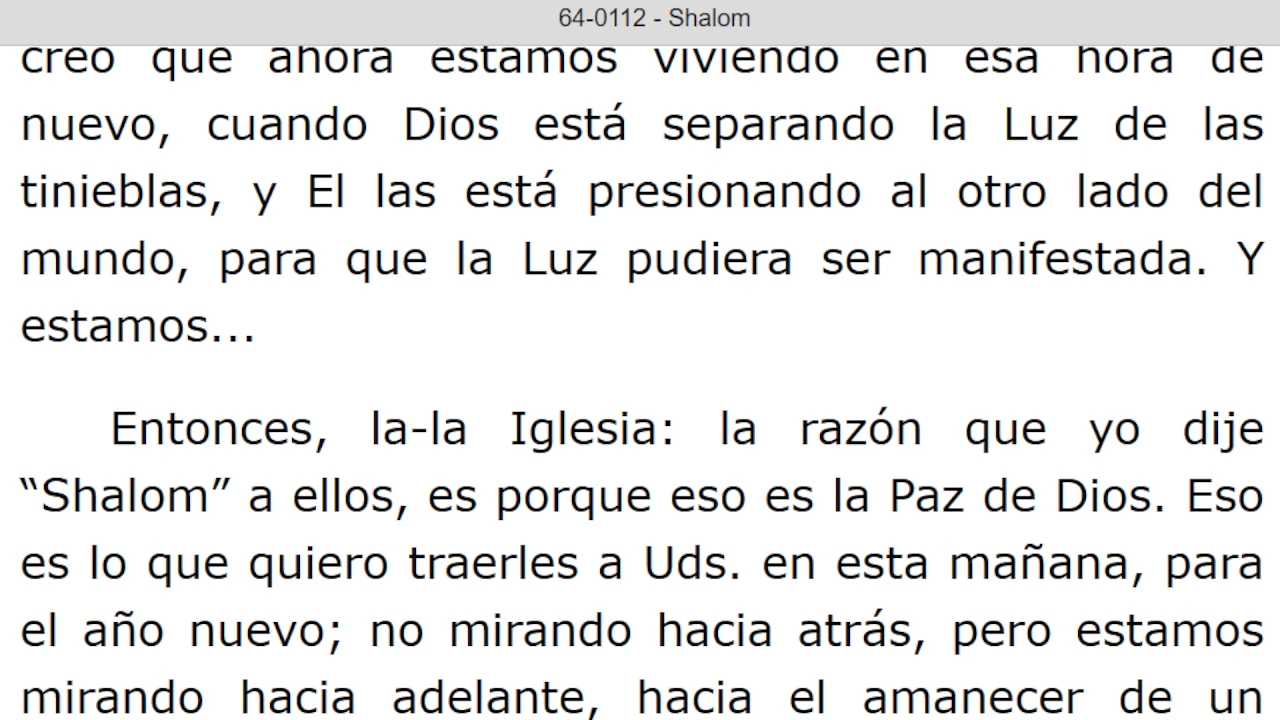 64-0112 - Shalom
creo que ahora estamos viviendo en esa hora de
nuevo, cuando Dios está separando la Luz de las
tinieblas, y El las está presionando al otro lado del
mundo, para que la Luz pudiera ser manifestada. Y
estamos...
Entonces, la-la Iglesia: la razón que yo dije
“Shalom” a ellos, es porque eso es la Paz de Dios. Eso
es lo que quiero traerles a Uds. en esta mañana, para
el año nuevo; no mirando hacia atrás, pero estamos
mirando hacia adelante, hacia el amanecer de un